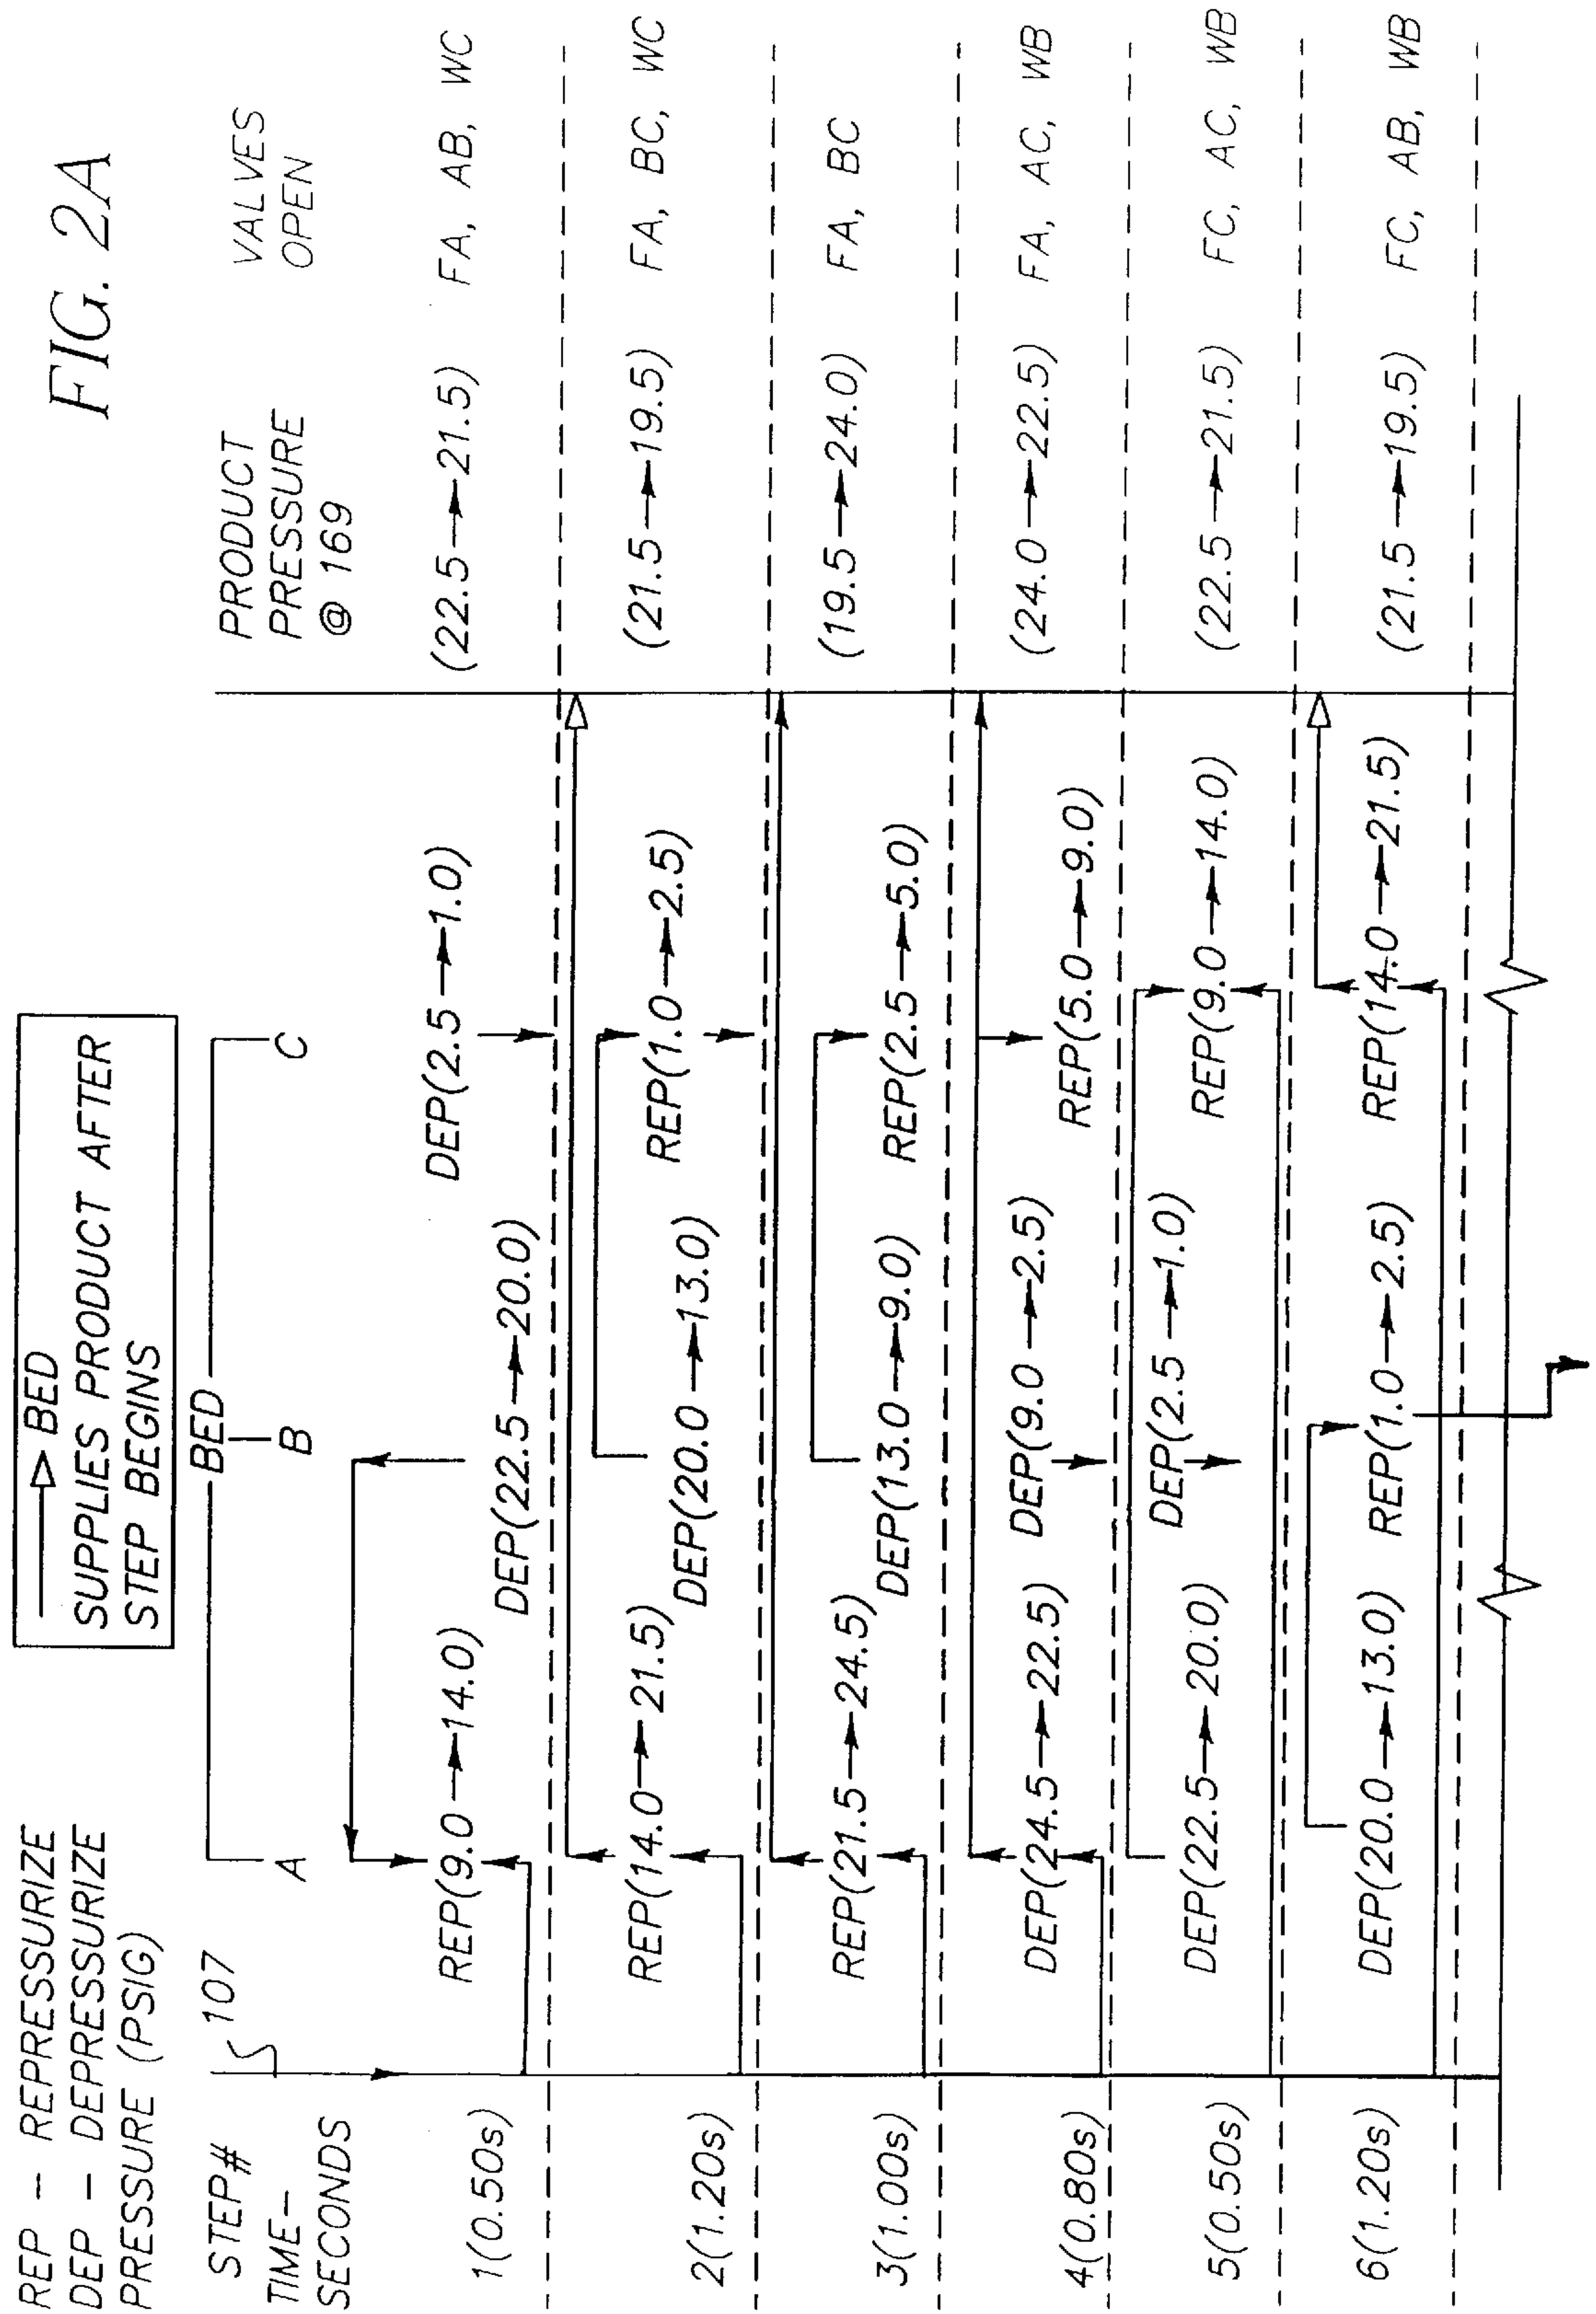 FIG. 2A
REP – REPRESSURIZE
DEP – DEPRESSURIZE
PRESSURE (PSIG)
BED
SUPPLIES PRODUCT AFTER
STEP BEGINS
STEP#
TIME–
SECONDS
107
BED
A
B
C
PRODUCT
PRESSURE
@ 169
VALVES
OPEN
1(0.50s)
REP(9.0→14.0)
DEP(22.5→20.0)
DEP(2.5→1.0)
(22.5→21.5)
FA, AB, WC
2(1.20s)
REP(14.0→21.5)
DEP(20.0→13.0)
REP(1.0→2.5)
(21.5→19.5)
FA, BC, WC
3(1.00s)
REP(21.5→24.5)
DEP(13.0→9.0)
REP(2.5→5.0)
(19.5→24.0)
FA, BC
4(0.80s)
DEP(24.5→22.5)
DEP(9.0→2.5)
REP(5.0→9.0)
(24.0→22.5)
FA, AC, WB
5(0.50s)
DEP(22.5→20.0)
DEP(2.5→1.0)
REP(9.0→14.0)
(22.5→21.5)
FC, AC, WB
6(1.20s)
DEP(20.0→13.0)
REP(1.0→2.5)
REP(14.0→21.5)
(21.5→19.5)
FC, AB, WB